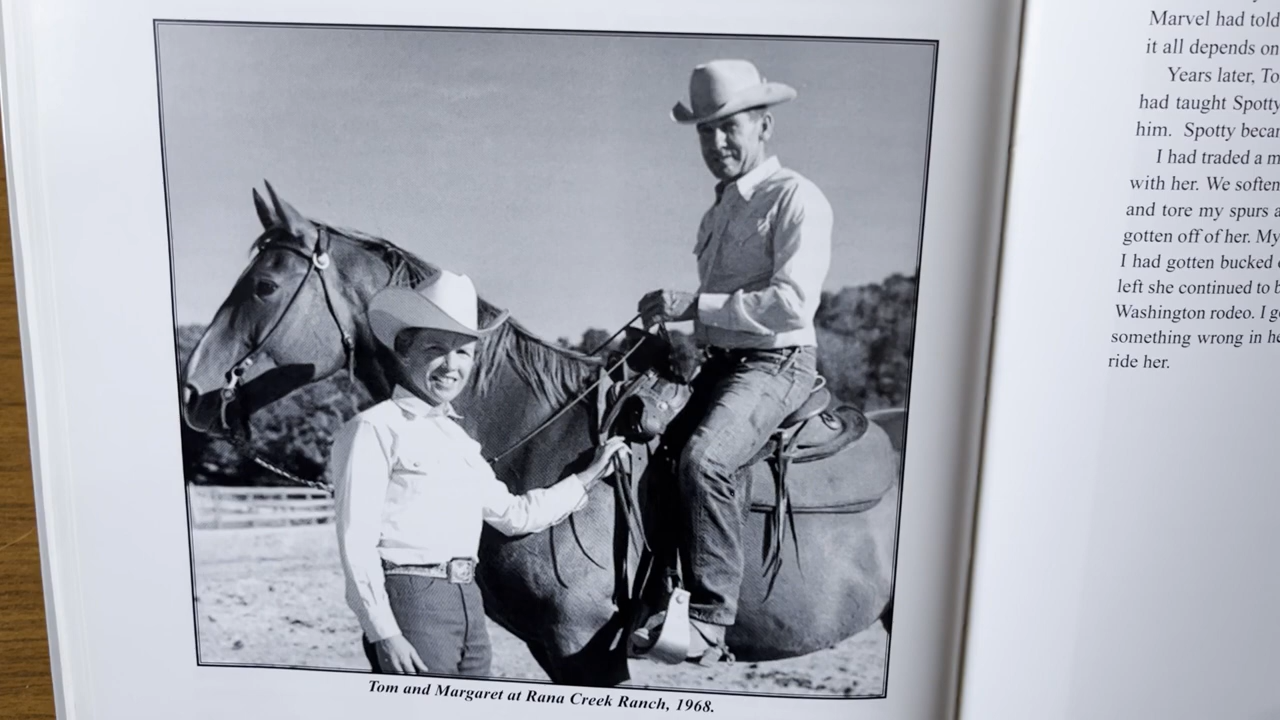 Tom and Margaret at Rana Creek Ranch, 1968.
Marvel had told
it all depends on
Years later, To
had taught Spotty
him. Spotty beca
I had traded a m
with her. We soften
and tore my spurs a
gotten off of her. My
I had gotten bucked
left she continued to b
Washington rodeo. I g
something wrong in he
ride her.